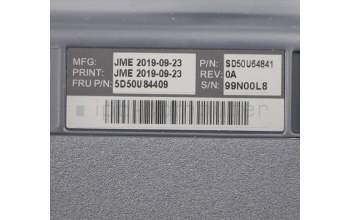 MFG: JME 2019-09-23 P/N: SD50U64841
PRINT: JME 2019-09-23 REV: 0A
FRU P/N: 5D50U84409 S/N: 99N00L8